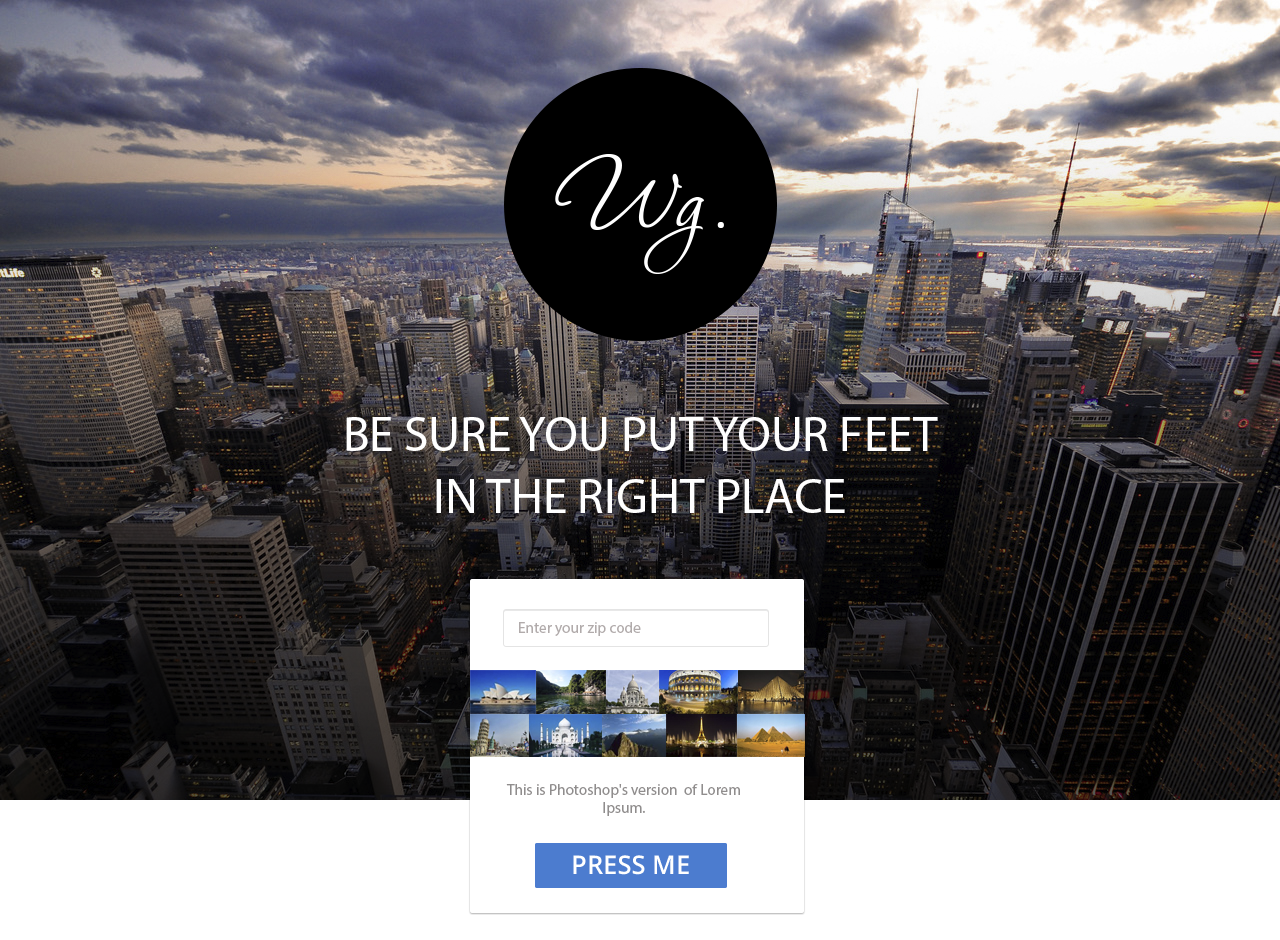 Wg.
BE SURE YOU PUT YOUR FEET
IN THE RIGHT PLACE
Enter your zip code
This is Photoshop's version  of Lorem
Ipsum.
PRESS ME